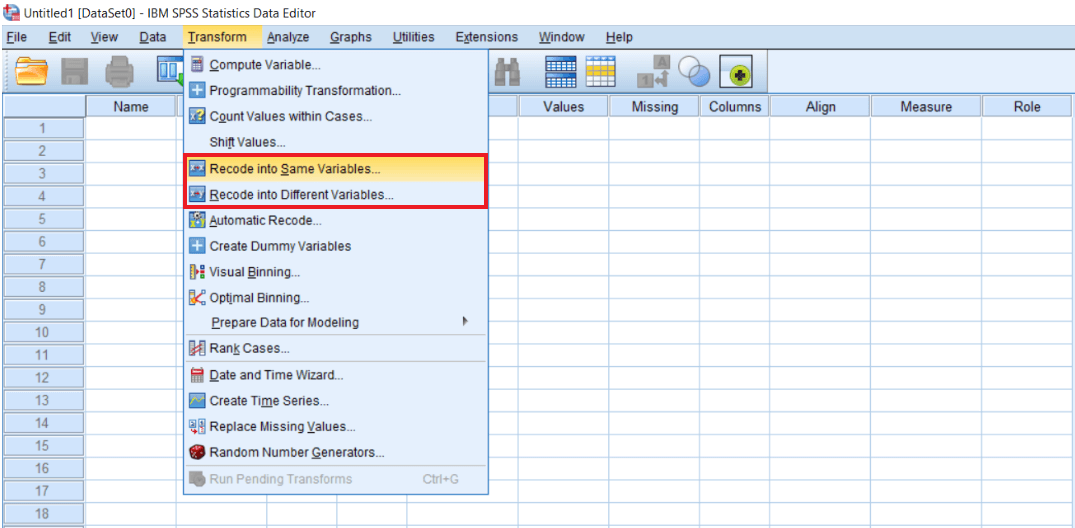 Untitled1 [DataSet0] - IBM SPSS Statistics Data Editor
File Edit View Data Transform Analyze Graphs Utilities Extensions Window Help
Name Values Missing Columns Align Measure Role
Compute Variable...
Programmability Transformation...
Count Values within Cases...
Shift Values...
Recode into Same Variables...
Recode into Different Variables...
Automatic Recode...
Create Dummy Variables
Visual Binning...
Optimal Binning...
Prepare Data for Modeling
Rank Cases...
Date and Time Wizard...
Create Time Series...
Replace Missing Values...
Random Number Generators...
Run Pending Transforms Ctrl+G
1
2
3
4
5
6
7
8
9
10
11
12
13
14
15
16
17
18